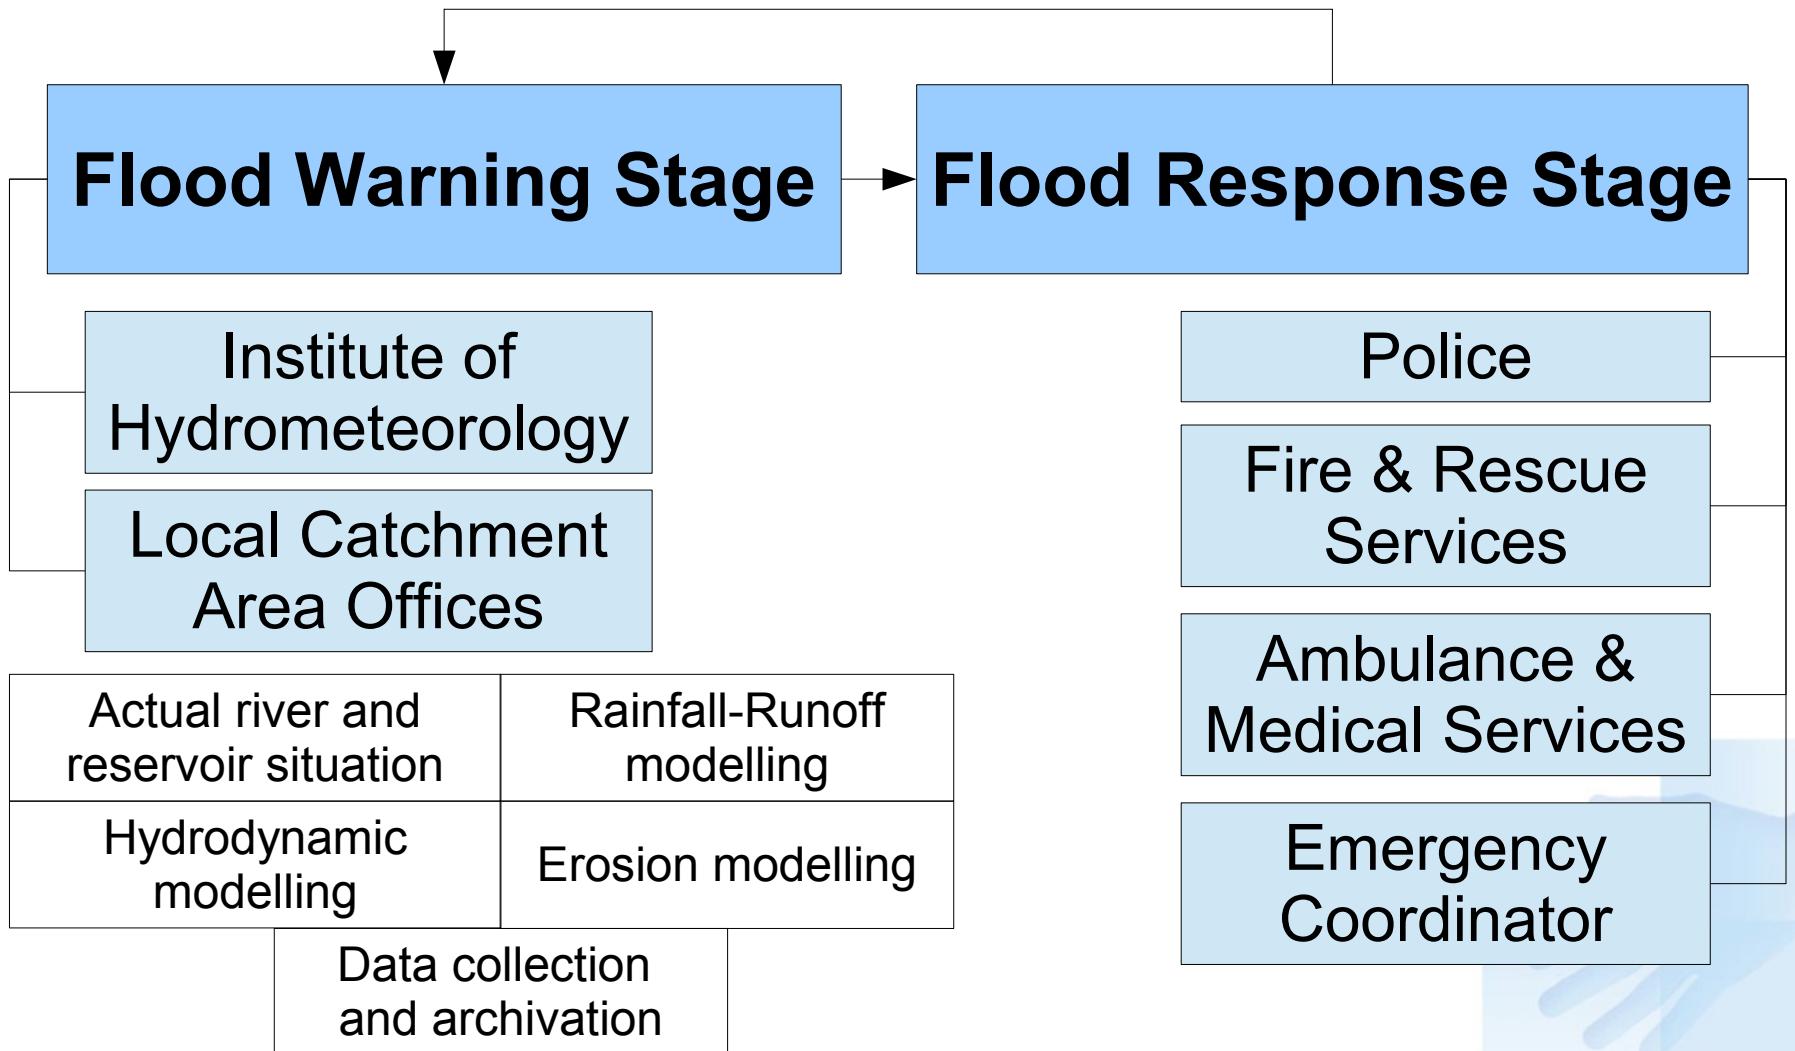 Flood Warning Stage
Flood Response Stage
Institute of
Hydrometeorology
Local Catchment
Area Offices
Actual river and
reservoir situation
Rainfall-Runoff
modelling
Hydrodynamic
modelling
Erosion modelling
Data collection
and archivation
Police
Fire & Rescue
Services
Ambulance &
Medical Services
Emergency
Coordinator